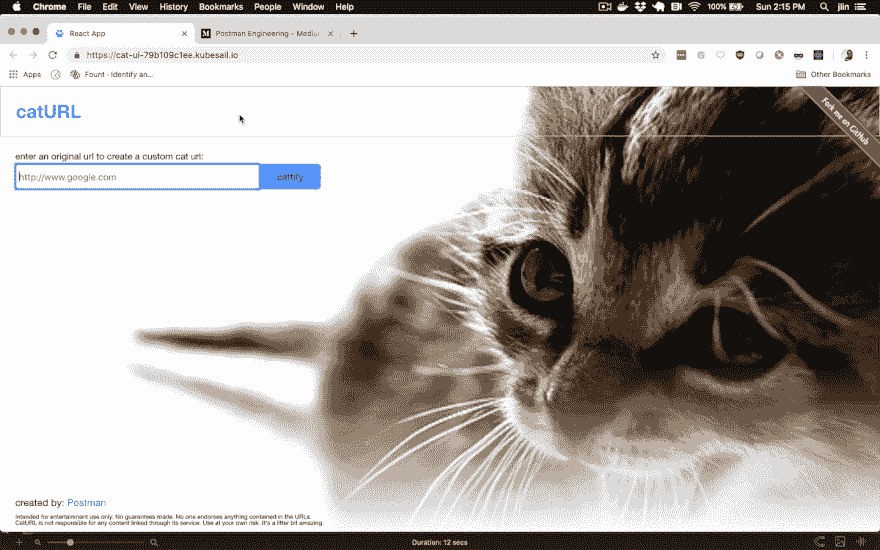 Chrome File Edit View History Bookmarks People Window Help 100% Sun 2:15 PM jlin
React App Postman Engineering – Medium
https://cat-ui-79b109c1ee.kubesail.io
Apps Fount - Identify an... Other Bookmarks
catURL
Fork me on GitHub
enter an original url to create a custom cat url:
http://www.google.com cattify
created by: Postman
Intended for entertainment use only. No guarantees made. No one endorses anything contained in the URLs.
CatURL is not responsible for any content linked through its service. Use at your own risk. It's a litter bit amazing.
Duration: 12 secs